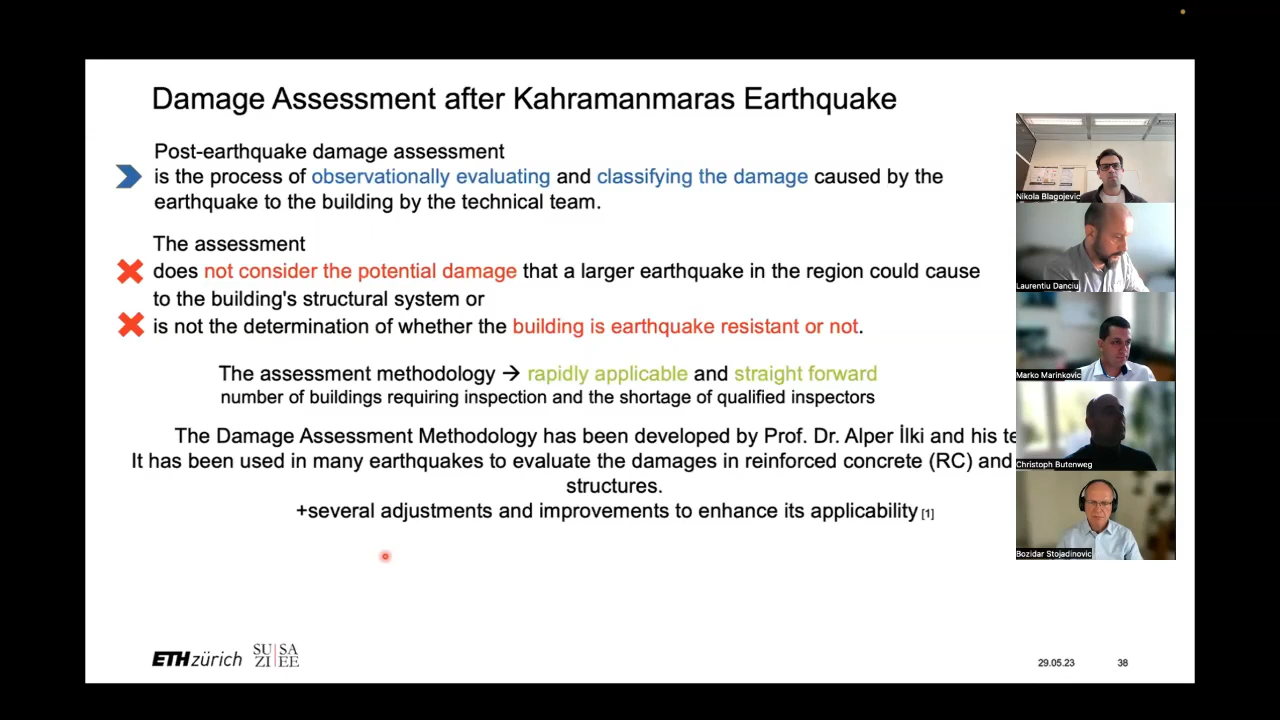 Damage Assessment after Kahramanmaras Earthquake
Post-earthquake damage assessment
is the process of observationally evaluating and classifying the damage caused by the
earthquake to the building by the technical team.
The assessment
does not consider the potential damage that a larger earthquake in the region could cause
to the building's structural system or
is not the determination of whether the building is earthquake resistant or not.
The assessment methodology → rapidly applicable and straight forward
number of buildings requiring inspection and the shortage of qualified inspectors
The Damage Assessment Methodology has been developed by Prof. Dr. Alper İlki and his te
It has been used in many earthquakes to evaluate the damages in reinforced concrete (RC) and
structures.
+several adjustments and improvements to enhance its applicability [1]
Nikola Blagojevic
Laurentiu Danciu
Marko Marinkovic
Christoph Butenweg
Bozidar Stojadinovic
ETH zürich
SU|SA
ZI|EE
29.05.23
38